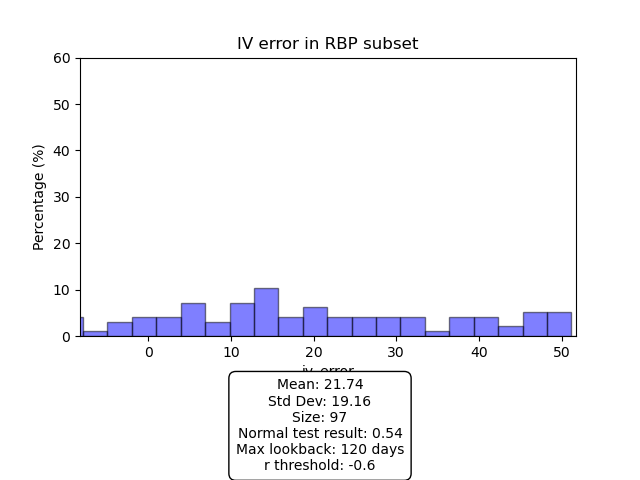 IV error in RBP subset
60
50
40
30
20
10
0
Percentage (%)
0 10 20 30 40 50
iv_error
Mean: 21.74
Std Dev: 19.16
Size: 97
Normal test result: 0.54
Max lookback: 120 days
r threshold: -0.6